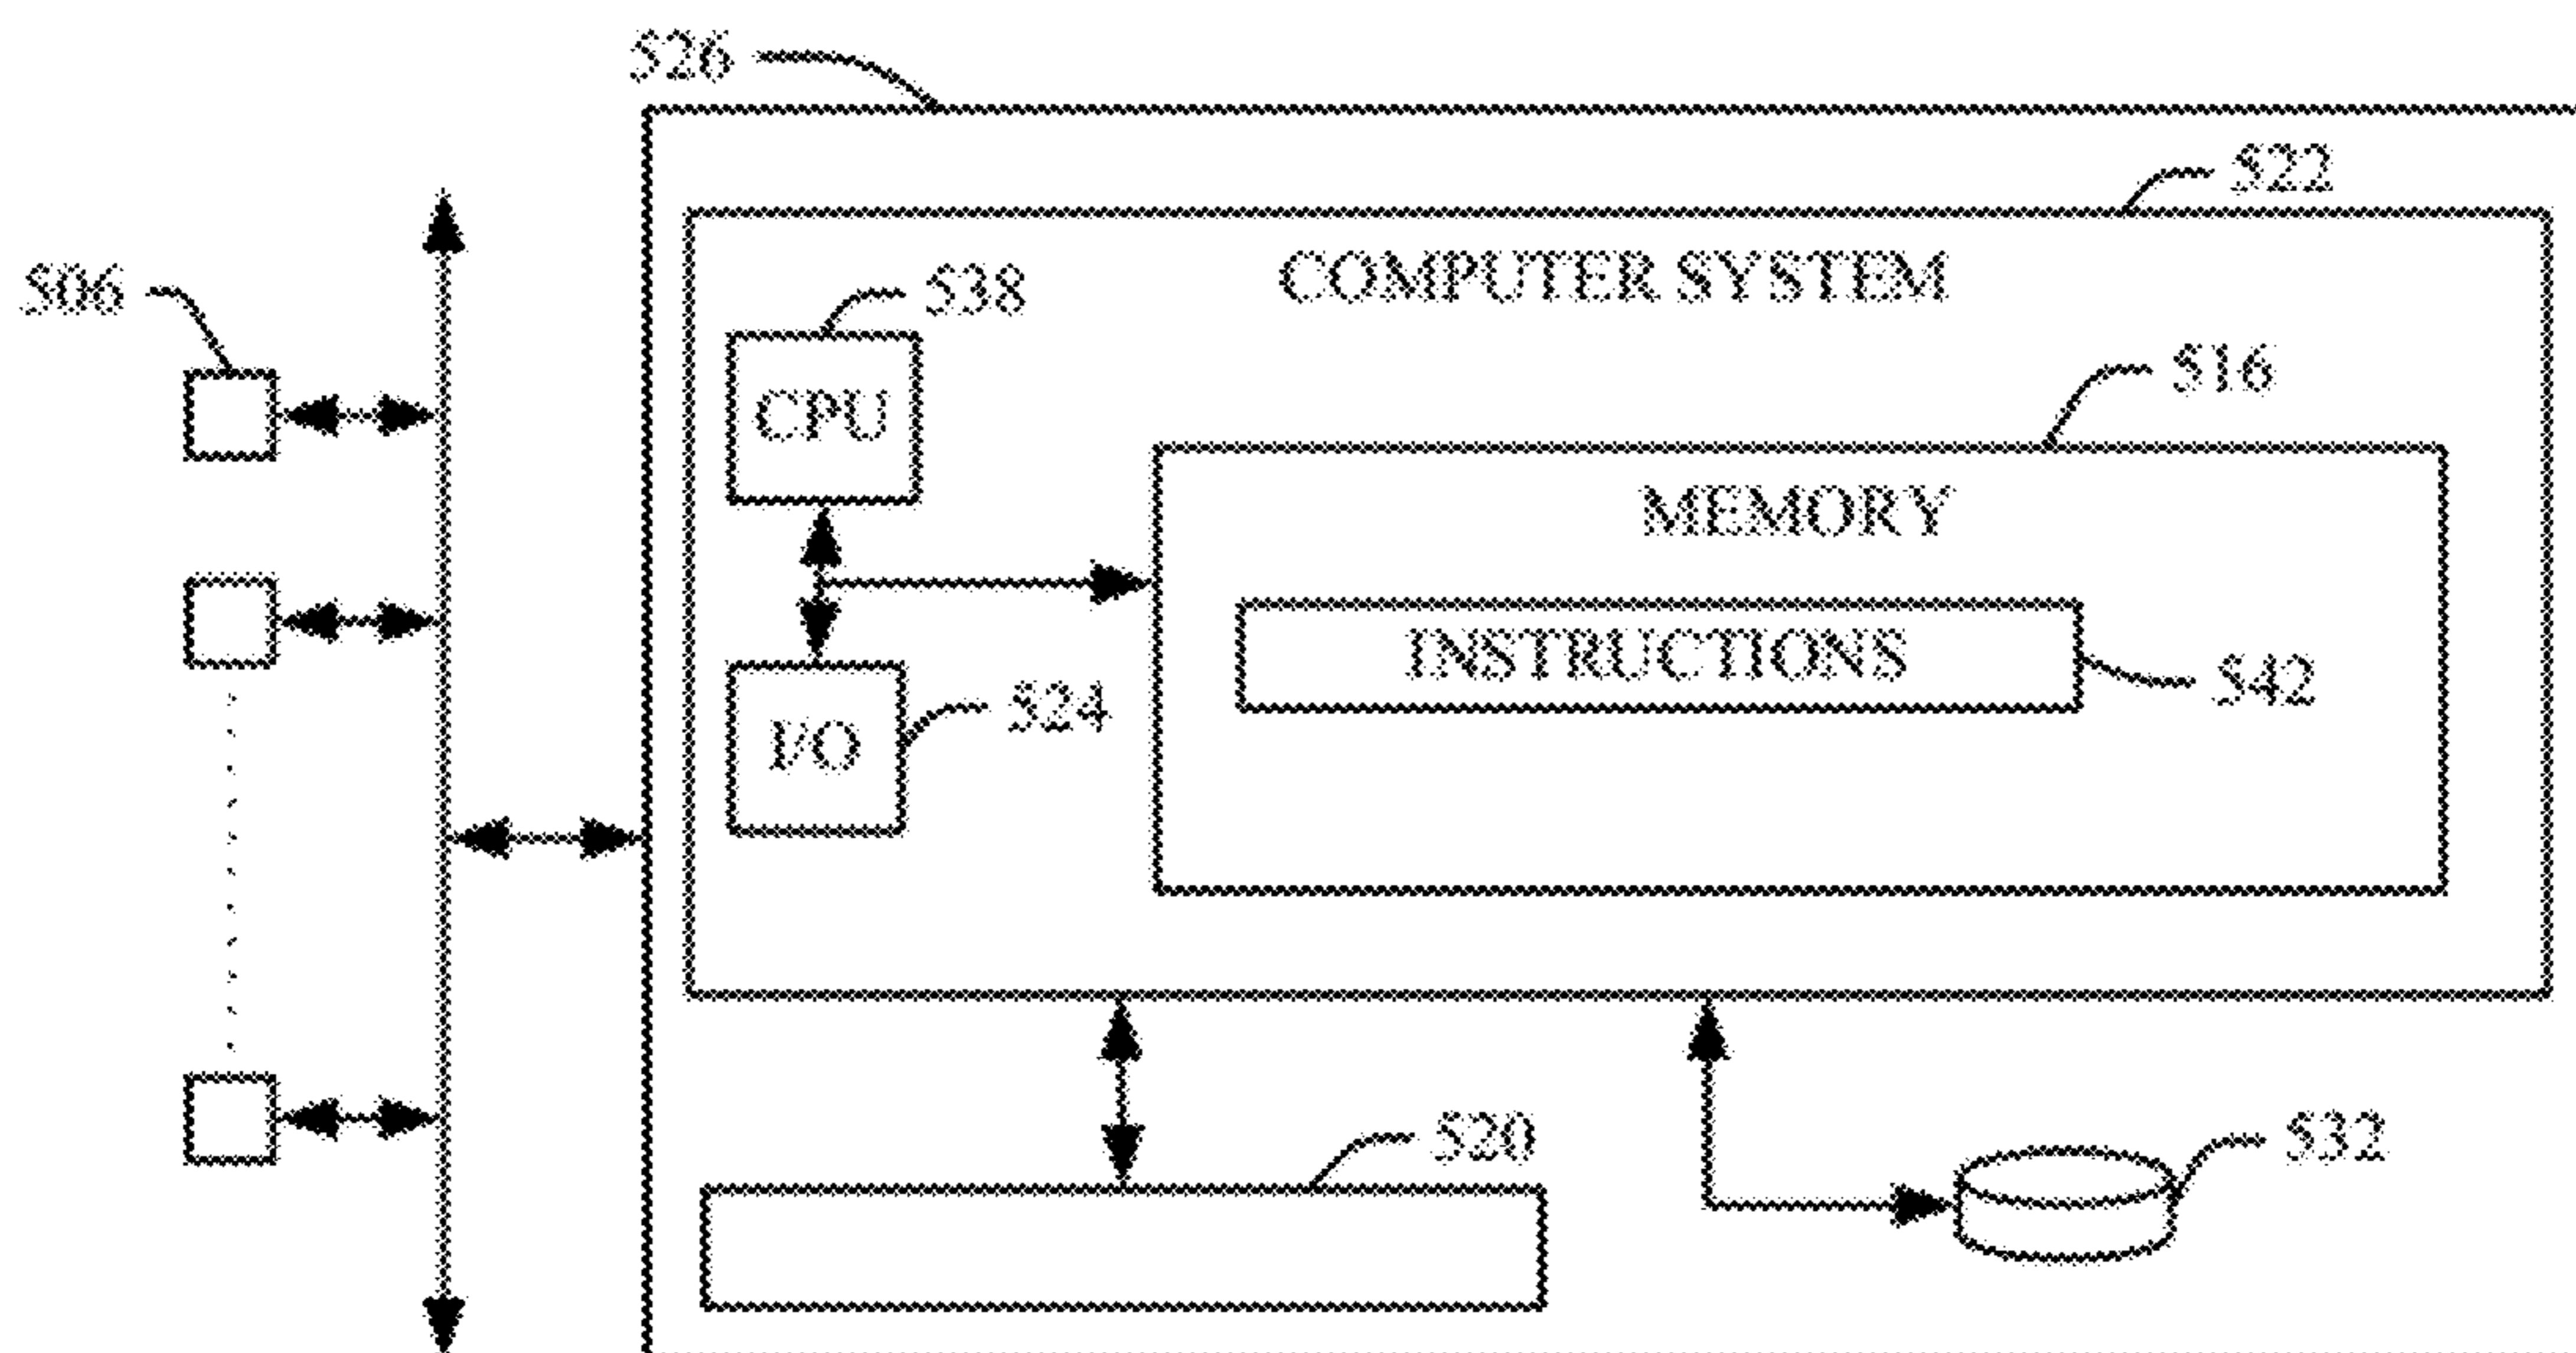 526
522
COMPUTER SYSTEM
506
538
516
CPU
MEMORY
INSTRUCTIONS
542
524
I/O
520
532